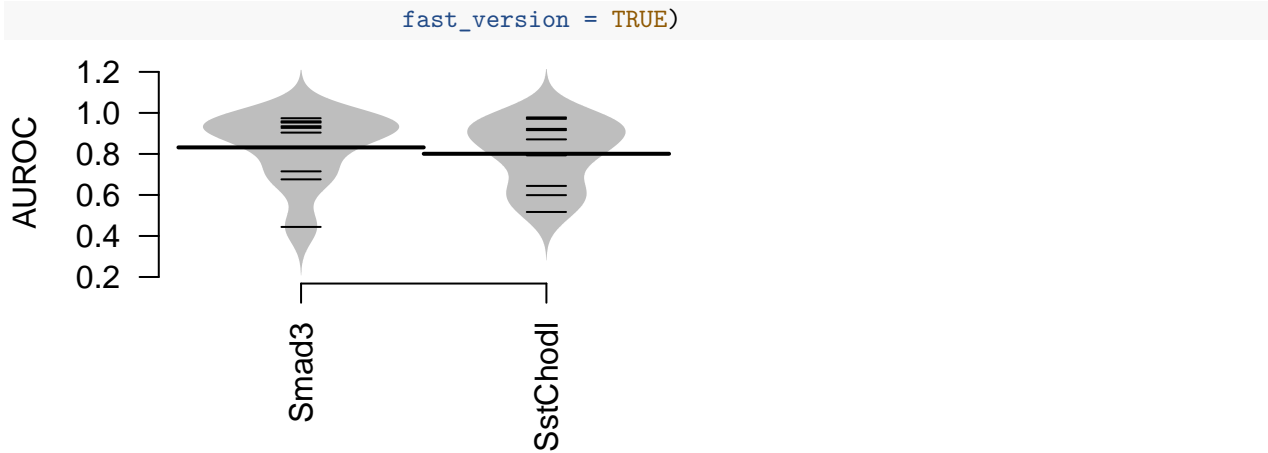 fast_version = TRUE)
1.2
1.0
0.8
0.6
0.4
0.2
AUROC
Smad3
SstChodl